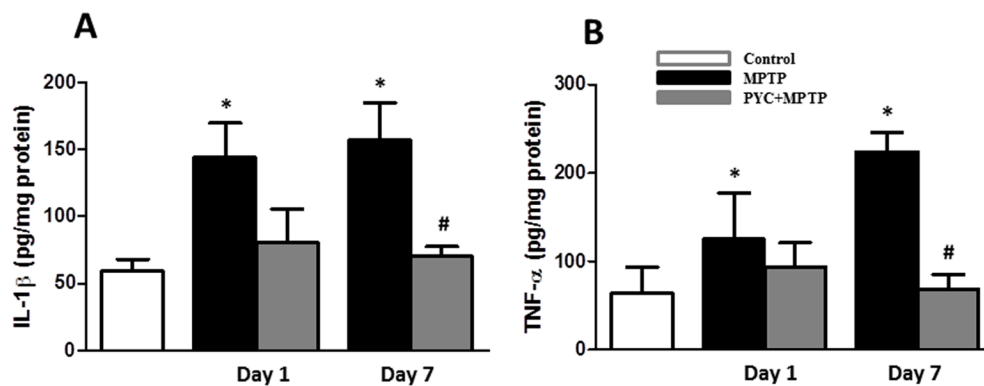 A
IL-1β (pg/mg protein)
200
150
100
50
0
*
*
#
Day 1
Day 7
B
Control
MPTP
PYC+MPTP
TNF-α (pg/mg protein)
300
200
100
0
*
*
#
Day 1
Day 7